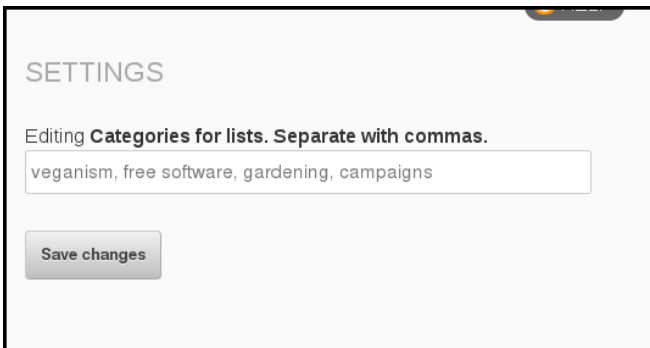 SETTINGS
Editing Categories for lists. Separate with commas.
veganism, free software, gardening, campaigns
Save changes